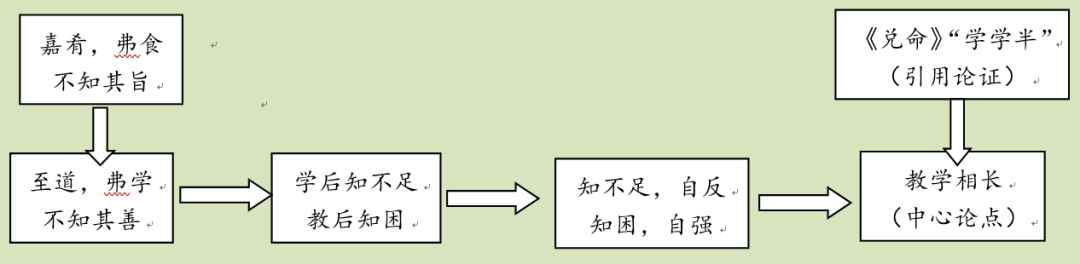 嘉肴，弗食
不知其旨
《兑命》“学学半”
（引用论证）
至道，弗学
不知其善
学后知不足
教后知困
知不足，自反
知困，自强
教学相长
（中心论点）